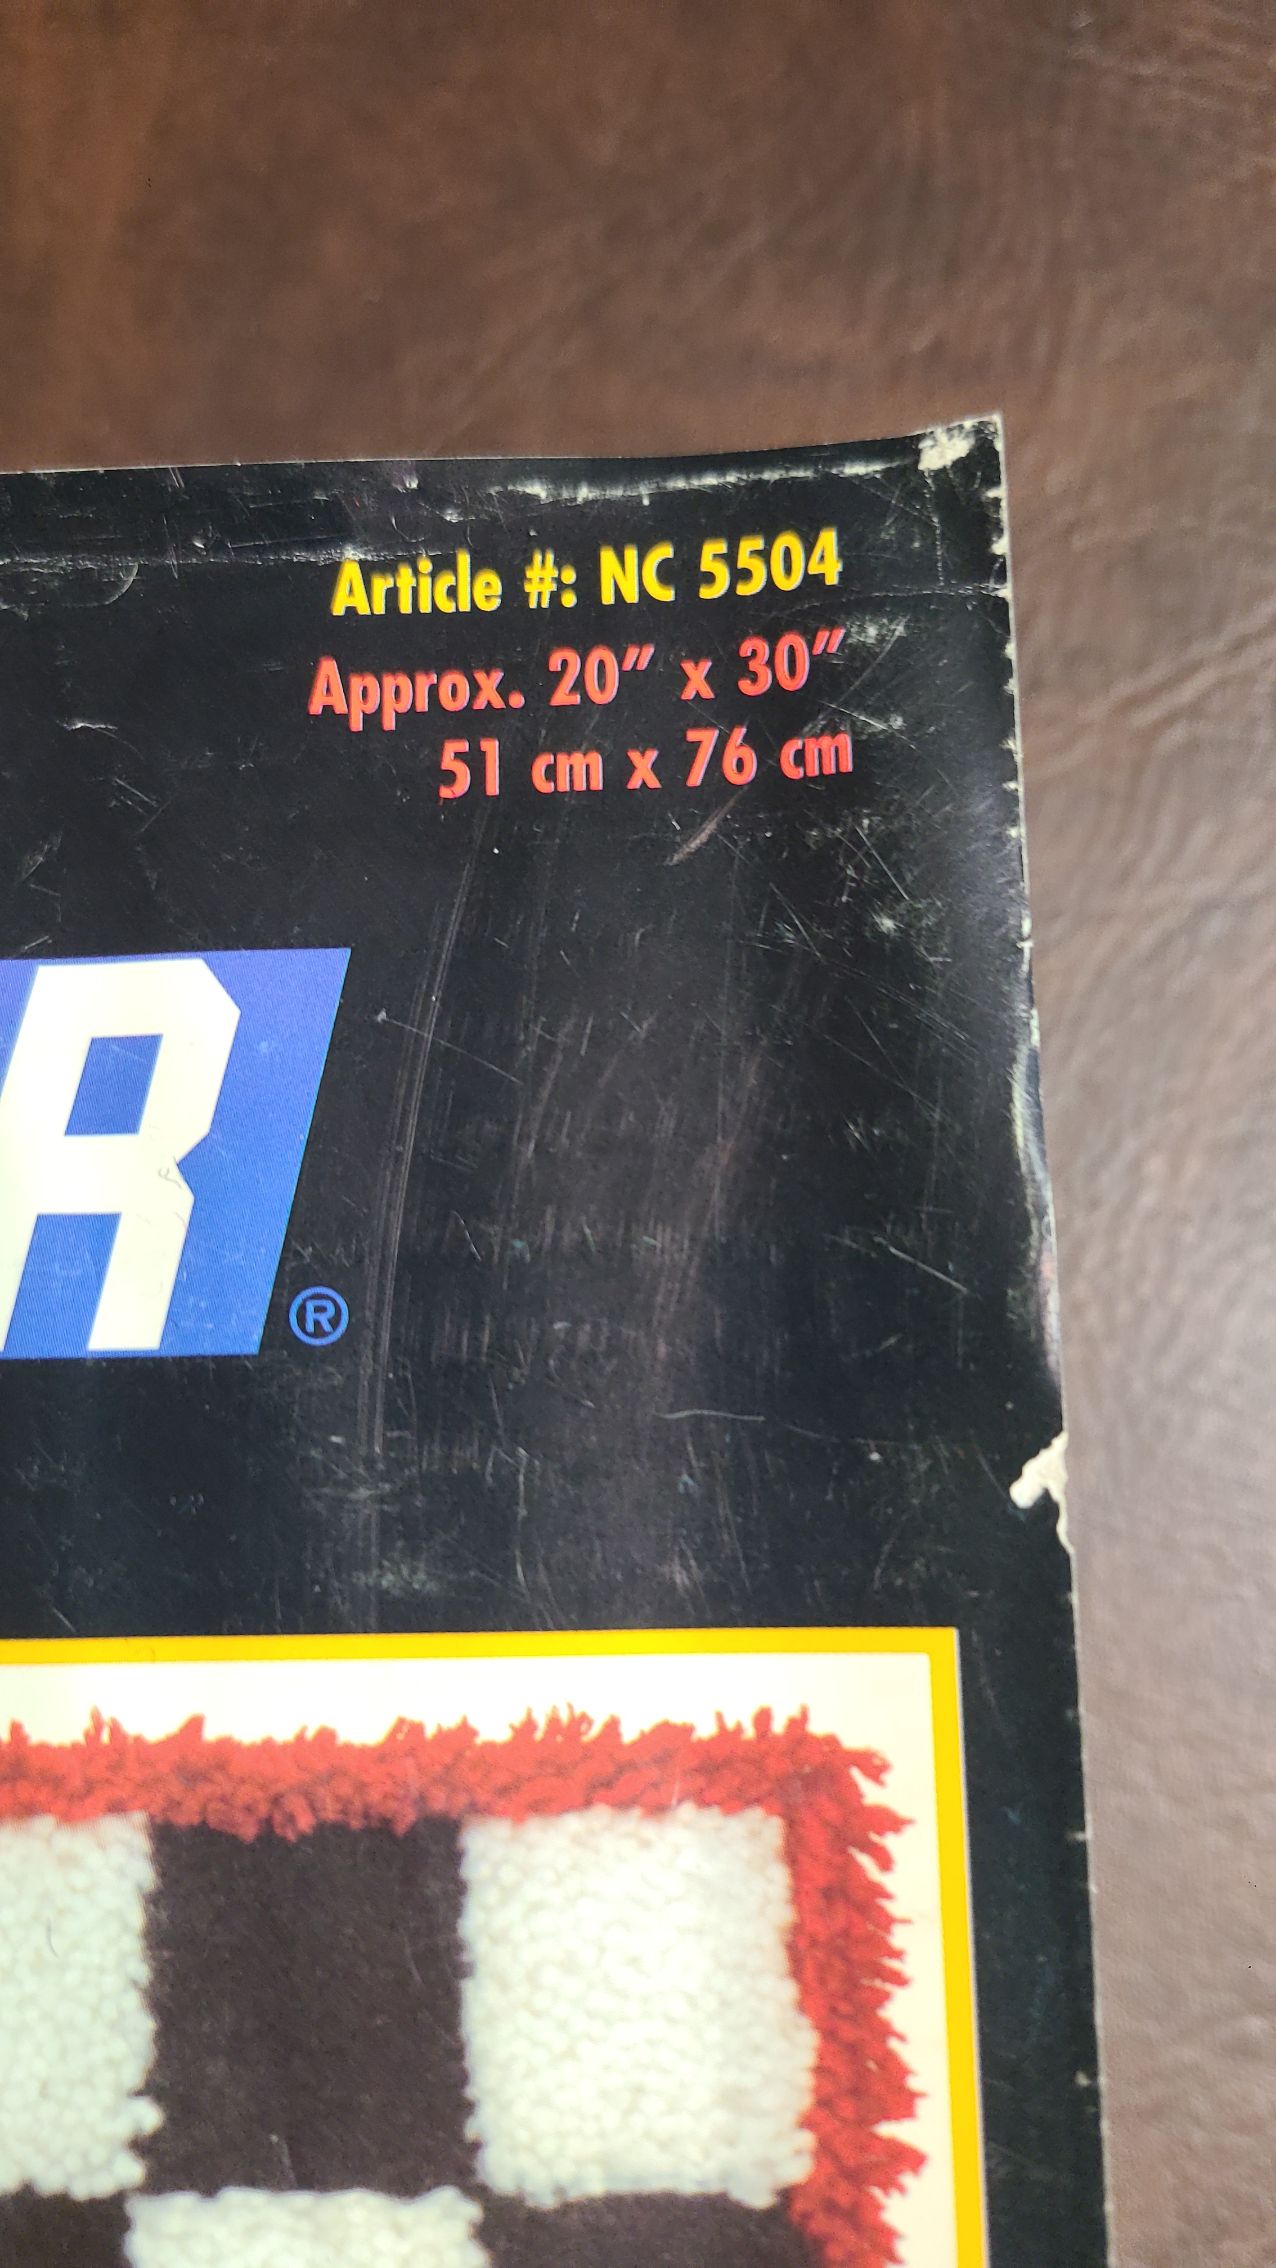 Article #: NC 5504
Approx. 20" x 30"
51 cm x 76 cm
R
®